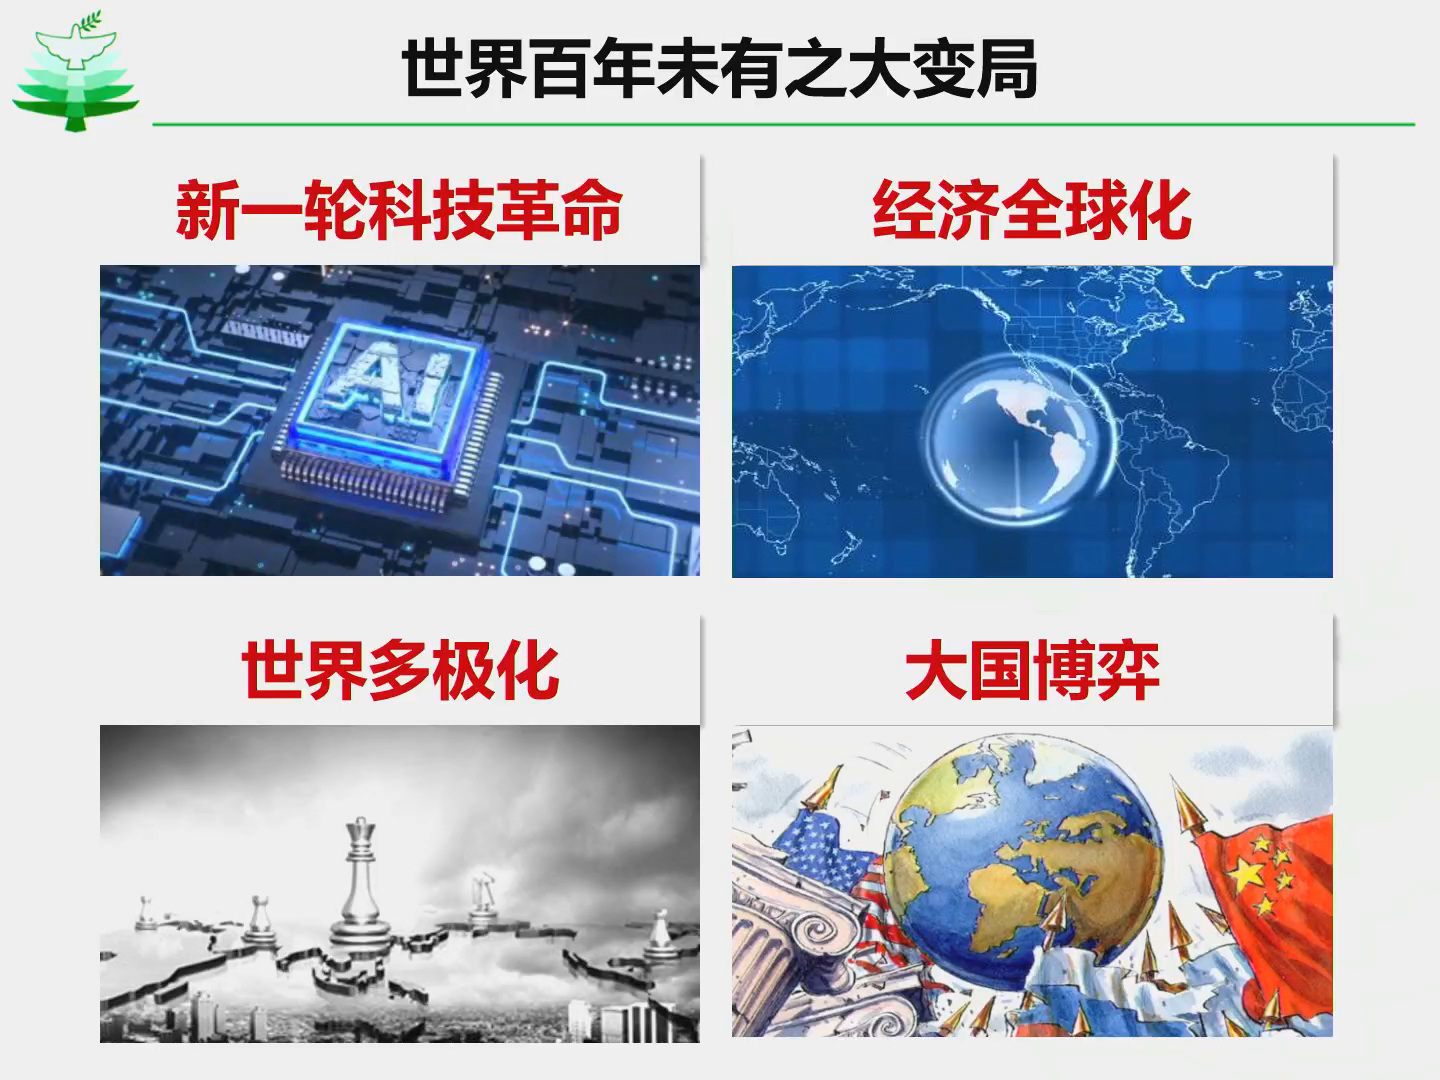 世界百年未有之大变局
新一轮科技革命
经济全球化
AI
世界多极化
大国博弈